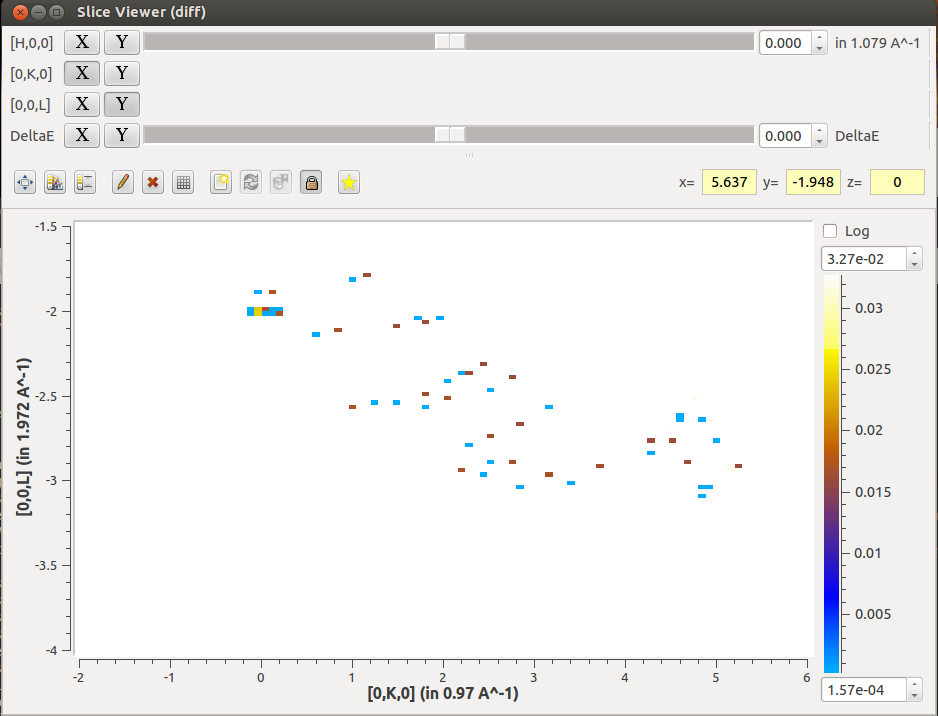 Slice Viewer (diff)
[H,0,0] X Y 0.000 in 1.079 A^-1
[0,K,0] X Y
[0,0,L] X Y
DeltaE X Y 0.000 DeltaE
x= 5.637 y= -1.948 z= 0
Log
3.27e-02
0.03
0.025
0.02
0.015
0.01
0.005
1.57e-04
[0,0,L] (in 1.972 A^-1)
-1.5
-2
-2.5
-3
-3.5
-4
-2 -1 0 1 2 3 4 5 6
[0,K,0] (in 0.97 A^-1)